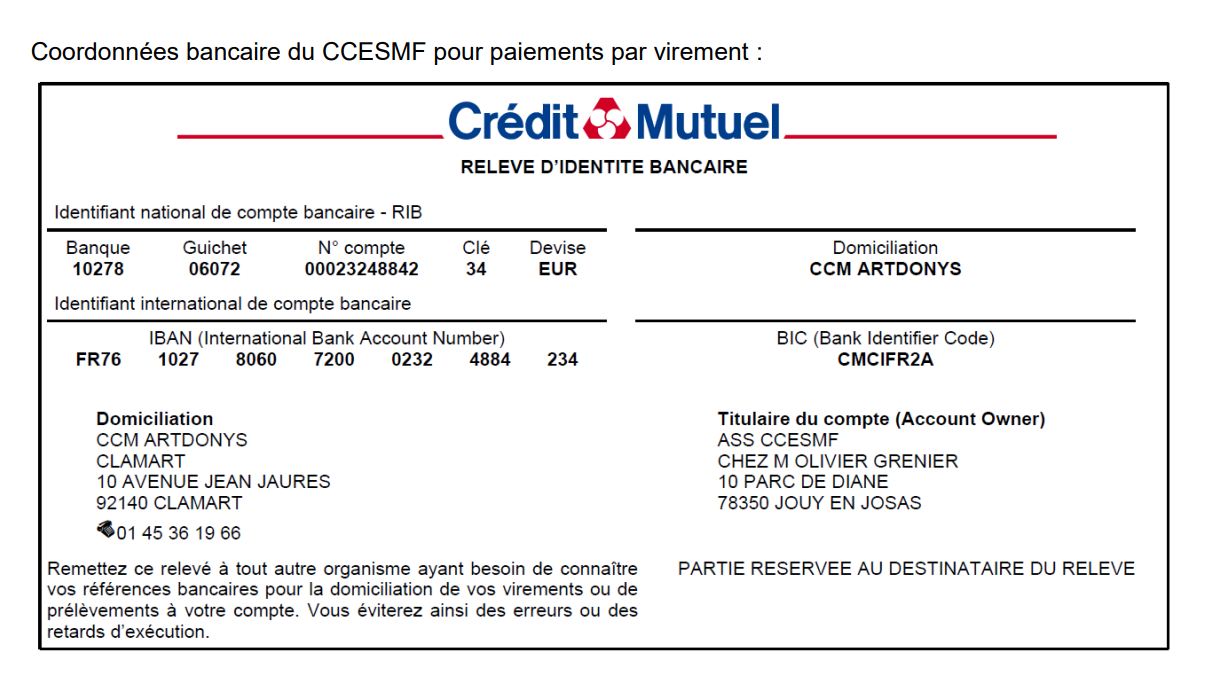 Coordonnées bancaire du CCESMF pour paiements par virement :
Crédit Mutuel
RELEVE D'IDENTITE BANCAIRE
Identifiant national de compte bancaire - RIB
Banque Guichet N° compte Clé Devise
10278 06072 00023248842 34 EUR
Domiciliation
CCM ARTDONYS
Identifiant international de compte bancaire
IBAN (International Bank Account Number)
FR76 1027 8060 7200 0232 4884 234
BIC (Bank Identifier Code)
CMCIFR2A
Domiciliation
CCM ARTDONYS
CLAMART
10 AVENUE JEAN JAURES
92140 CLAMART
01 45 36 19 66
Titulaire du compte (Account Owner)
ASS CCESMF
CHEZ M OLIVIER GRENIER
10 PARC DE DIANE
78350 JOUY EN JOSAS
Remettez ce relevé à tout autre organisme ayant besoin de connaître
vos références bancaires pour la domiciliation de vos virements ou de
prélèvements à votre compte. Vous éviterez ainsi des erreurs ou des
retards d'exécution.
PARTIE RESERVEE AU DESTINATAIRE DU RELEVE